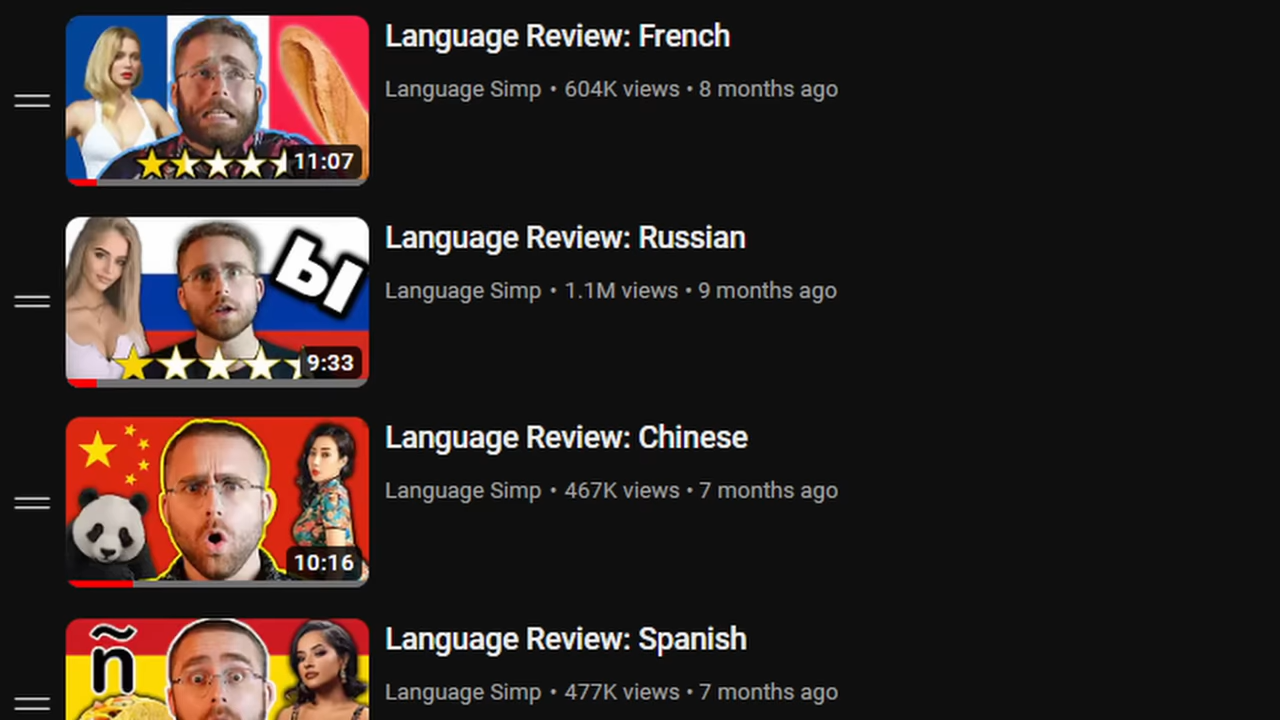 11:07
Language Review: French
Language Simp • 604K views • 8 months ago
Ы
9:33
Language Review: Russian
Language Simp • 1.1M views • 9 months ago
10:16
Language Review: Chinese
Language Simp • 467K views • 7 months ago
ñ
Language Review: Spanish
Language Simp • 477K views • 7 months ago